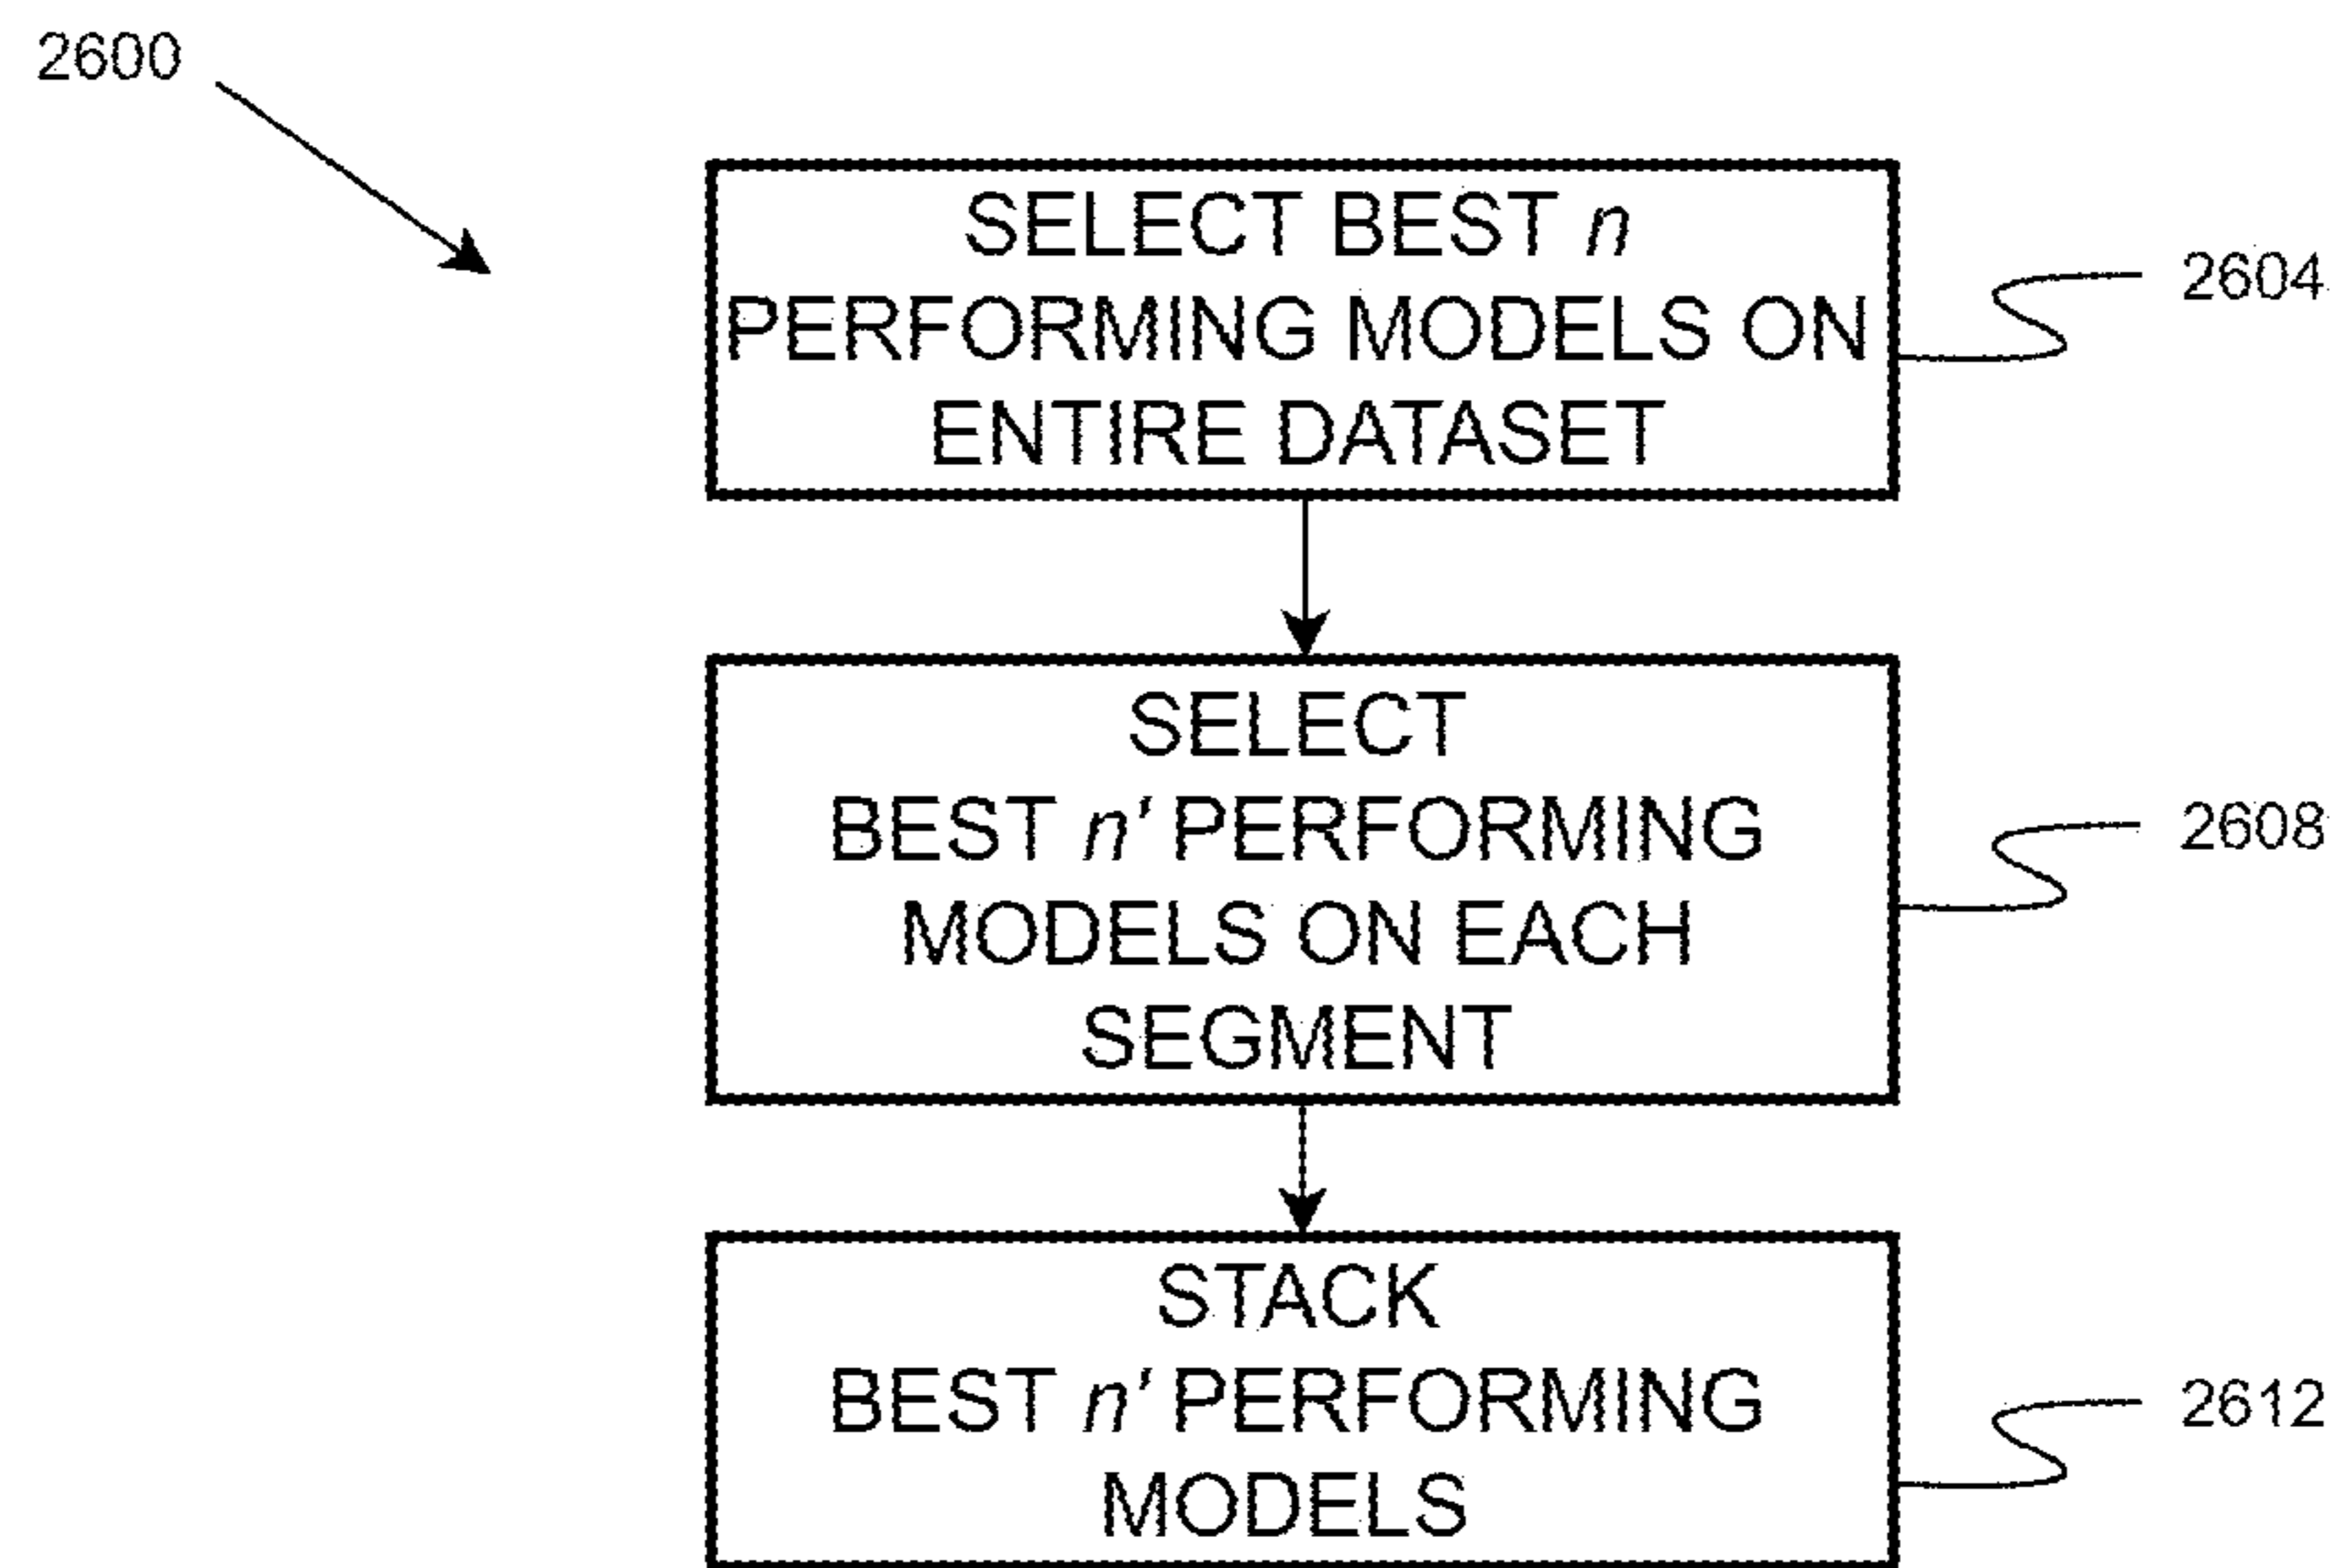 2600
SELECT BEST n
PERFORMING MODELS ON
ENTIRE DATASET
2604
SELECT
BEST n' PERFORMING
MODELS ON EACH
SEGMENT
2608
STACK
BEST n' PERFORMING
MODELS
2612